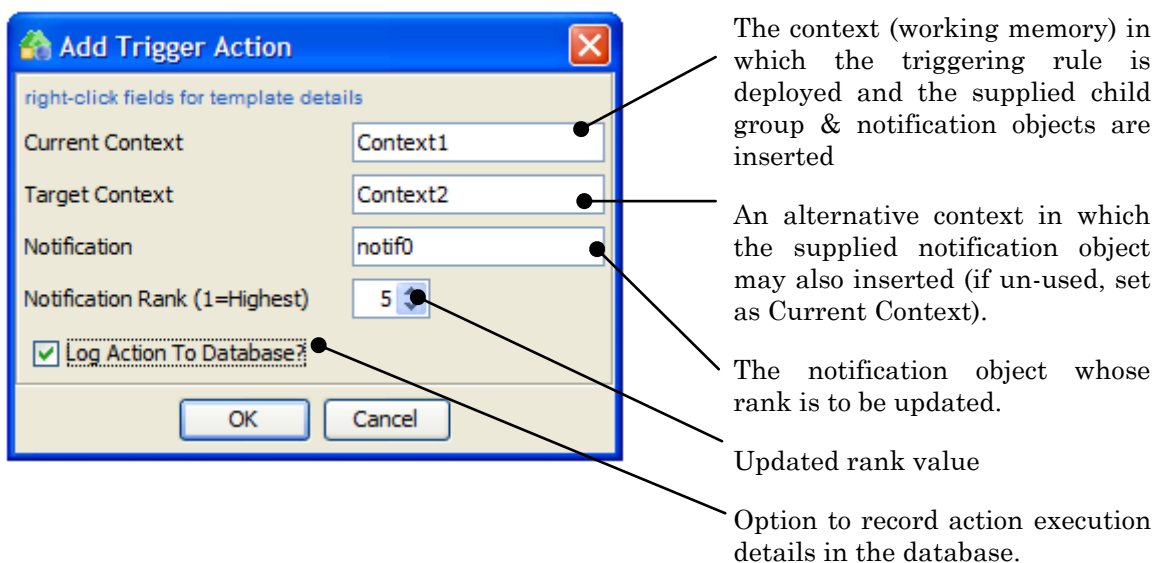 Add Trigger Action
right-click fields for template details
Current Context
Context1
Target Context
Context2
Notification
notif0
Notification Rank (1=Highest)
5
Log Action To Database?
OK
Cancel
The context (working memory) in
which the triggering rule is
deployed and the supplied child
group & notification objects are
inserted
An alternative context in which
the supplied notification object
may also inserted (if un-used, set
as Current Context).
The notification object whose
rank is to be updated.
Updated rank value
Option to record action execution
details in the database.